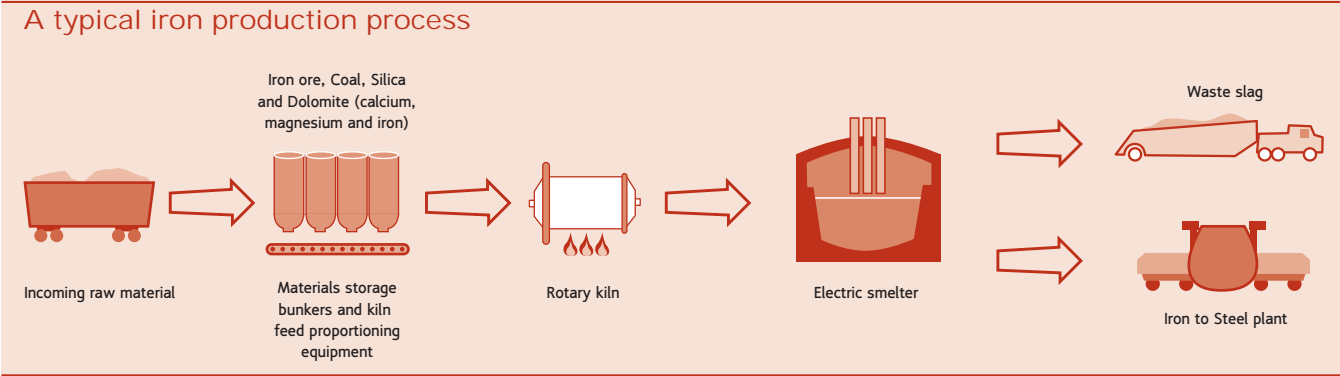 A typical iron production process
Iron ore, Coal, Silica
and Dolomite (calcium,
magnesium and iron)
Waste slag
Incoming raw material
Materials storage
bunkers and kiln
feed proportioning
equipment
Rotary kiln
Electric smelter
Iron to Steel plant